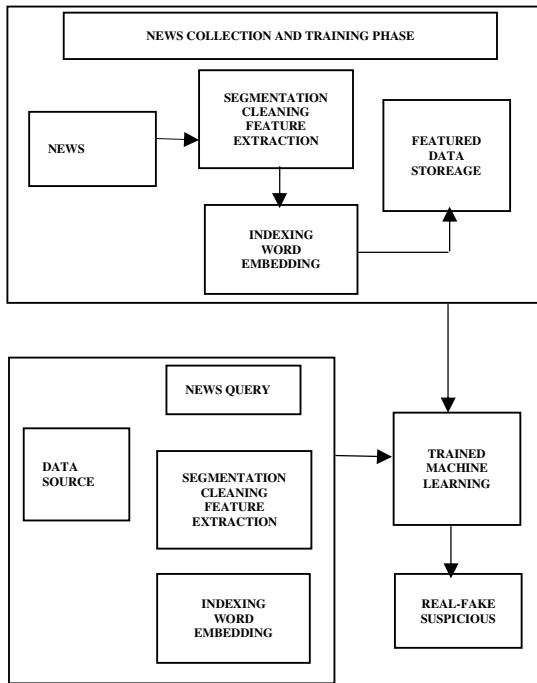 NEWS COLLECTION AND TRAINING PHASE
SEGMENTATION
CLEANING
FEATURE
EXTRACTION
NEWS
FEATURED
DATA
STOREAGE
INDEXING
WORD
EMBEDDING
NEWS QUERY
DATA
SOURCE
SEGMENTATION
CLEANING
FEATURE
EXTRACTION
TRAINED
MACHINE
LEARNING
INDEXING
WORD
EMBEDDING
REAL-FAKE
SUSPICIOUS